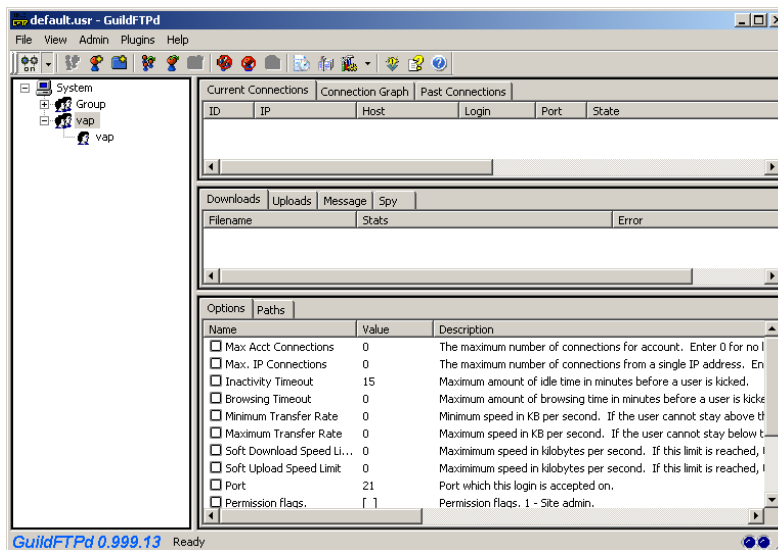 default.usr - GuildFTPd
File View Admin Plugins Help
System
Group
vap
vap
Current Connections Connection Graph Past Connections
ID IP Host Login Port State
Downloads Uploads Message Spy
Filename Stats Error
Options Paths
Name Value Description
Max Acct Connections 0 The maximum number of connections for account. Enter 0 for no l
Max. IP Connections 0 The maximum number of connections from a single IP address. En
Inactivity Timeout 15 Maximum amount of idle time in minutes before a user is kicked.
Browsing Timeout 0 Maximum amount of browsing time in minutes before a user is kicke
Minimum Transfer Rate 0 Minimum speed in KB per second. If the user cannot stay above th
Maximum Transfer Rate 0 Maximum speed in KB per second. If the user cannot stay below t
Soft Download Speed Li... 0 Maximimum speed in kilobytes per second. If this limit is reached,
Soft Upload Speed Limit 0 Maximimum speed in kilobytes per second. If this limit is reached,
Port 21 Port which this login is accepted on.
Permission flags. [ ] Permission flags. 1 - Site admin.
GuildFTPd 0.999.13 Ready